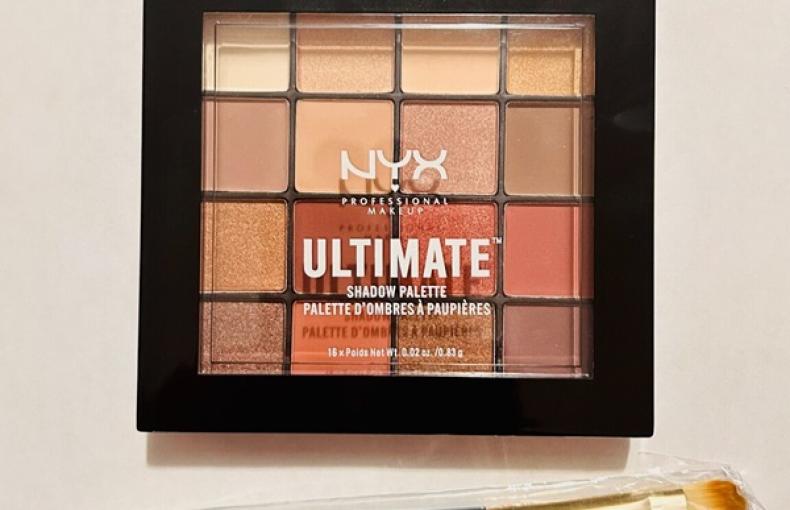 NYX
PROFESSIONAL
MAKEUP
ULTIMATE™
SHADOW PALETTE
PALETTE D'OMBRES À PAUPIÈRES
16 x Poids Net Wt. 0.02 oz. /0.83 g